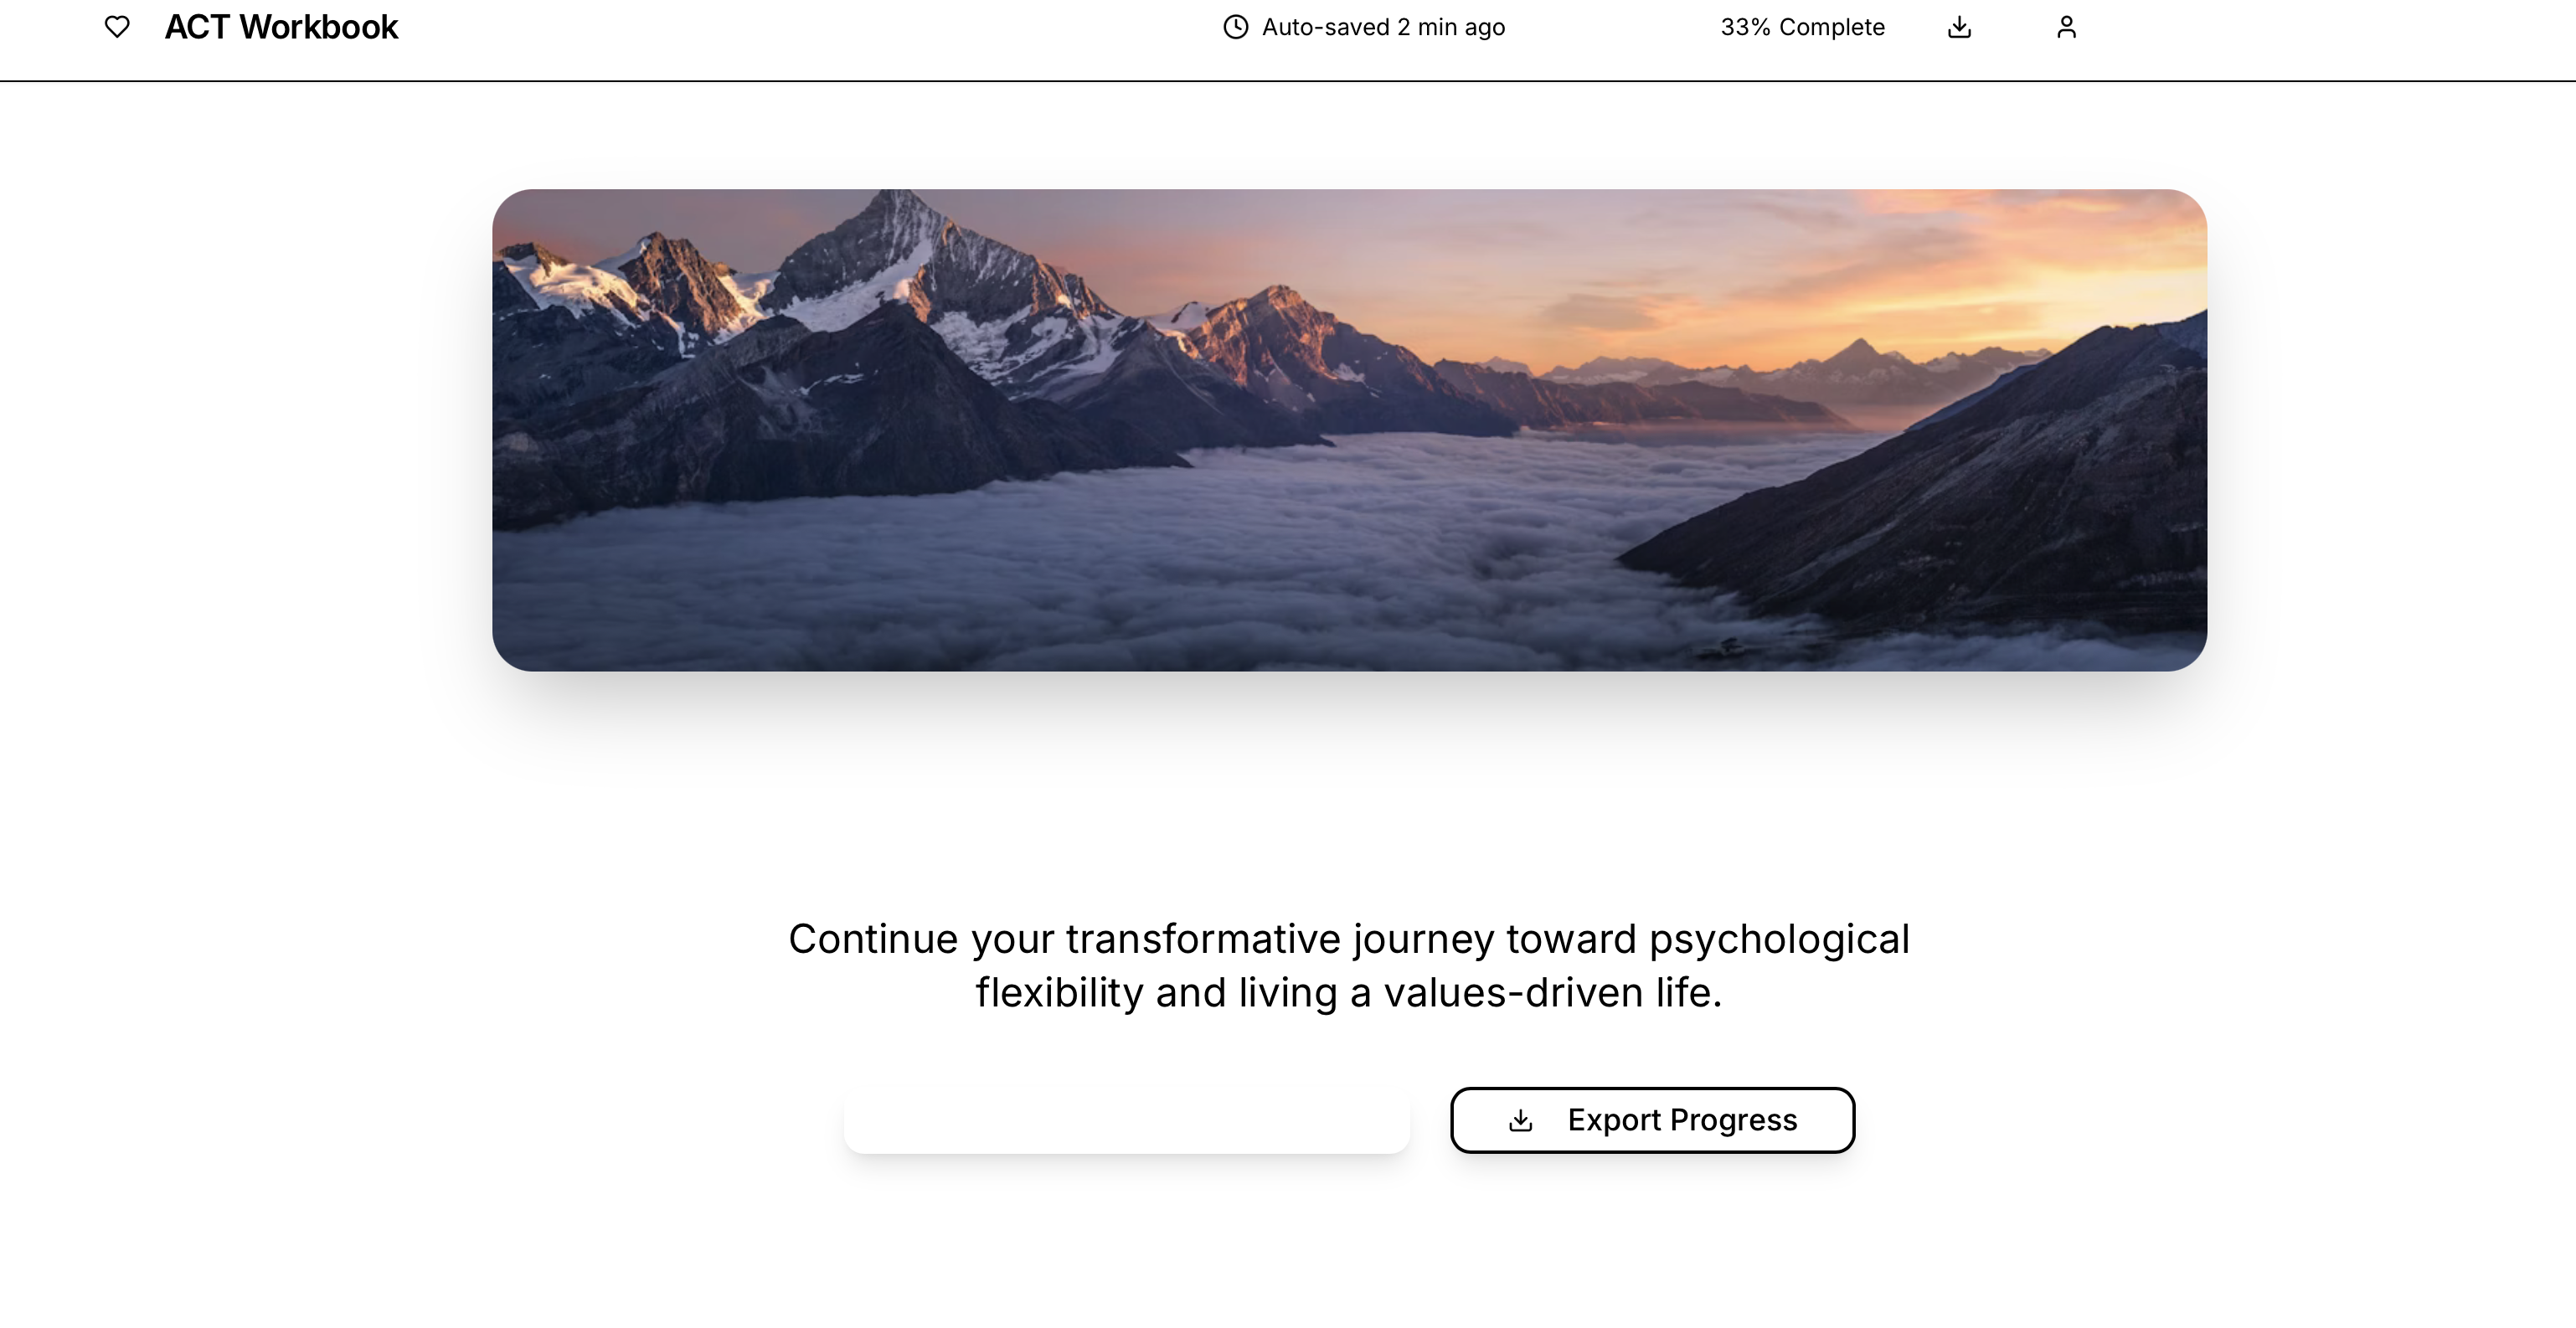 ACT Workbook
Auto-saved 2 min ago
33% Complete
Continue your transformative journey toward psychological
flexibility and living a values-driven life.
Export Progress